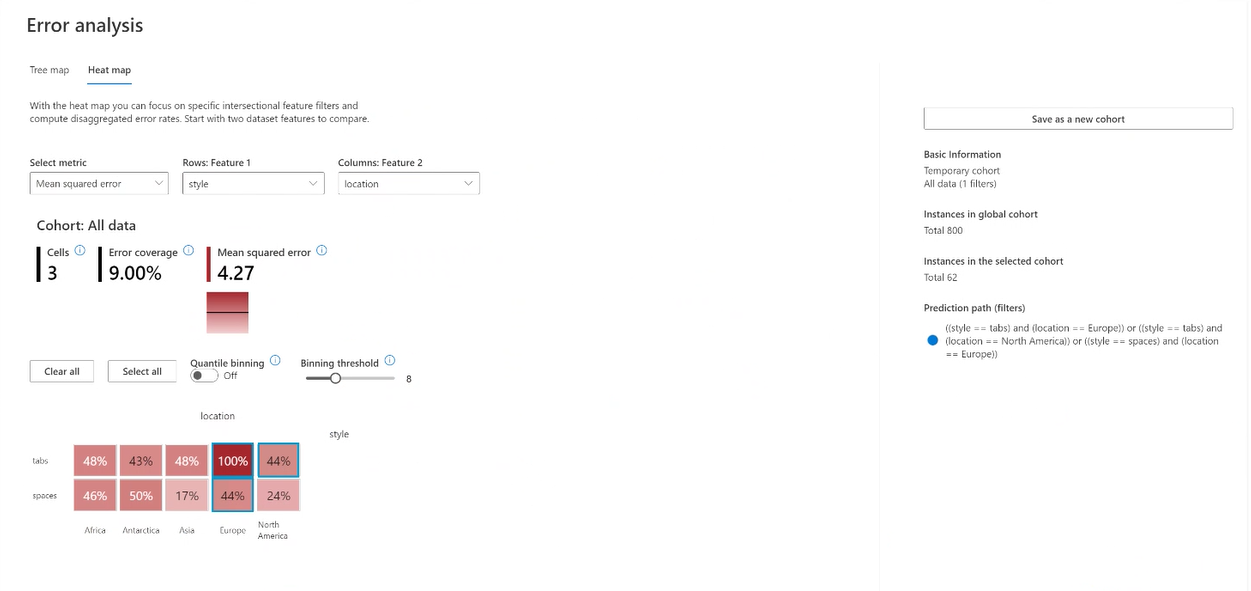 Error analysis
Tree map
Heat map
With the heat map you can focus on specific intersectional feature filters and
compute disaggregated error rates. Start with two dataset features to compare.
Select metric
Rows: Feature 1
Columns: Feature 2
Mean squared error
style
location
Cohort: All data
Cells
Error coverage
Mean squared error
3
9.00%
4.27
Clear all
Select all
Quantile binning
Off
Binning threshold
8
location
style
tabs
48%
43%
48%
100%
44%
spaces
46%
50%
17%
44%
24%
Africa
Antarctica
Asia
Europe
North
America
Save as a new cohort
Basic Information
Temporary cohort
All data (1 filters)
Instances in global cohort
Total 800
Instances in the selected cohort
Total 62
Prediction path (filters)
((style == tabs) and (location == Europe)) or ((style == tabs) and
(location == North America)) or ((style == spaces) and (location
== Europe))